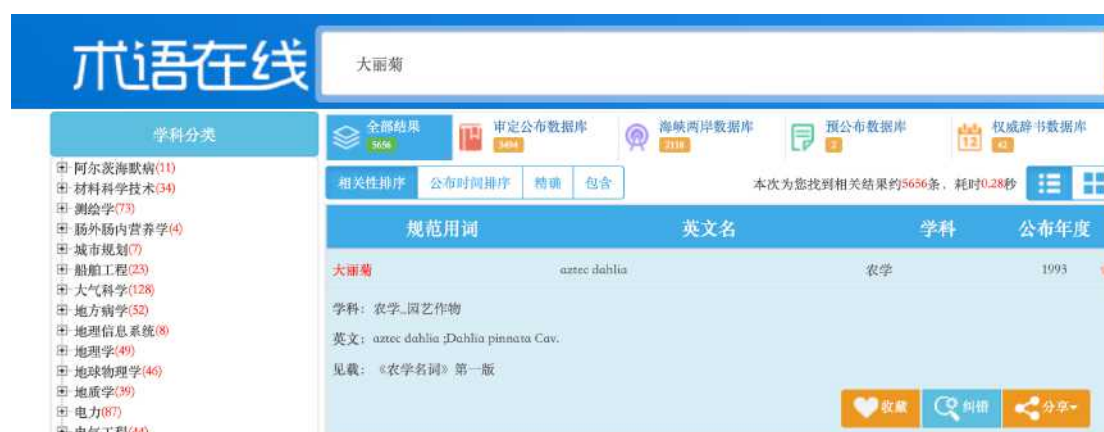 术语在线
大丽菊
学科分类
阿尔茨海默病(11)
材料科学技术(34)
测绘学(73)
肠外肠内营养学(4)
城市规划(7)
船舶工程(23)
大气科学(128)
地方病学(52)
地理信息系统(8)
地理学(49)
地球物理学(46)
地质学(39)
电力(87)
电气工程(44)
全部结果 5656
审定公布数据库 3494
海峡两岸数据库 2118
预公布数据库 2
权威辞书数据库 42
相关性排序 公布时间排序 精确 包含
本次为您找到相关结果约5656条，耗时0.28秒
规范用词 英文名 学科 公布年度
大丽菊 aztec dahlia 农学 1993
学科：农学_园艺作物
英文：aztec dahlia ;Dahlia pinnata Cav.
见载：《农学名词》第一版
收藏 纠错 分享